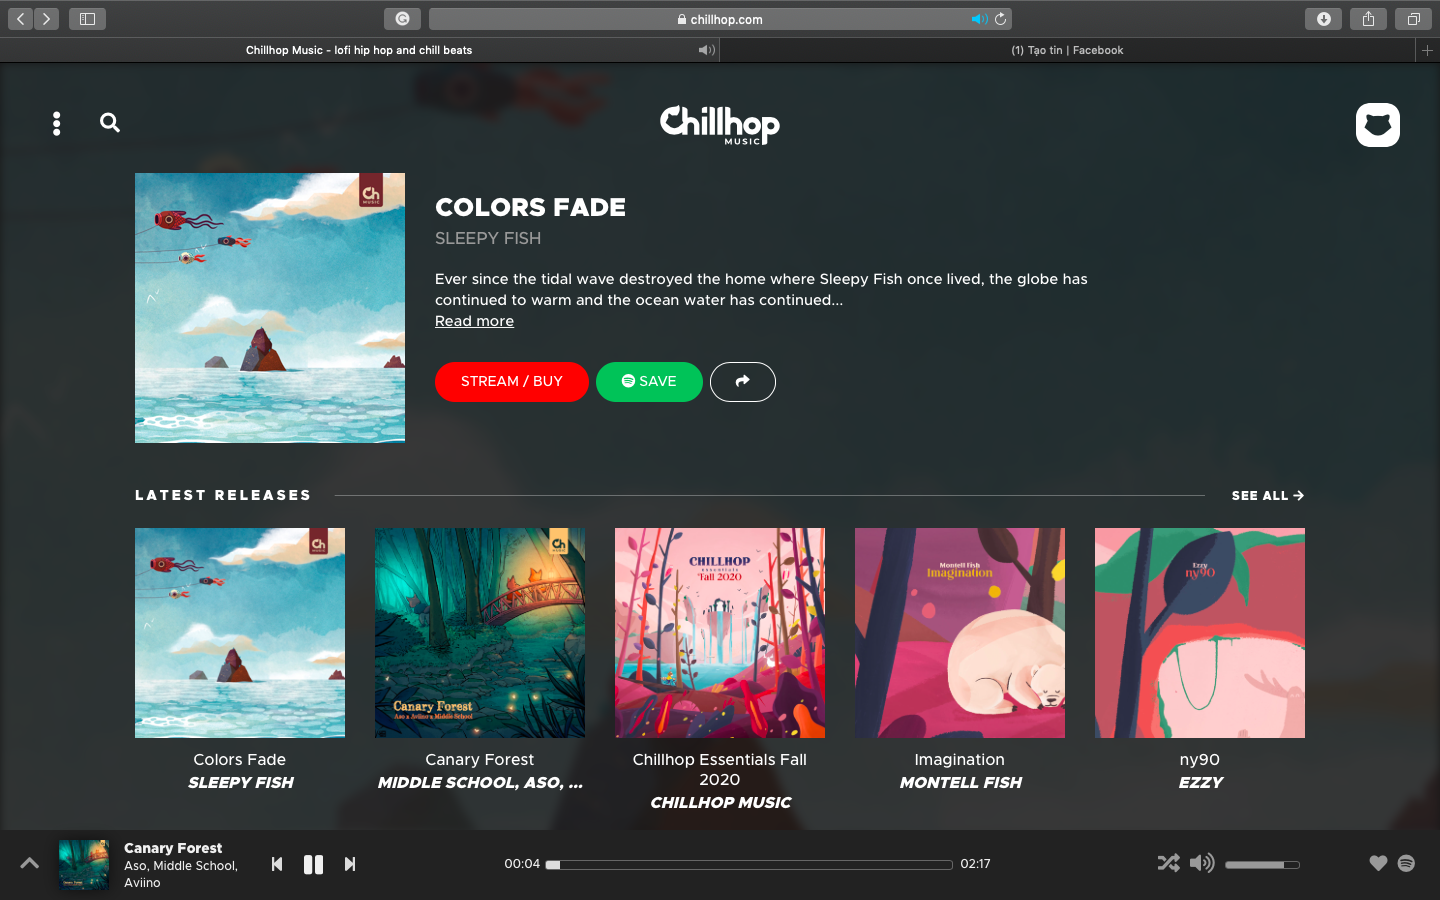 chillhop.com
Chillhop Music - lofi hip hop and chill beats
(1) Tạo tin | Facebook
Chillhop
MUSIC
Ch
MUSIC
COLORS FADE
SLEEPY FISH
Ever since the tidal wave destroyed the home where Sleepy Fish once lived, the globe has
continued to warm and the ocean water has continued...
Read more
STREAM / BUY
SAVE
LATEST RELEASES
SEE ALL
Ch
MUSIC
Ch
MUSIC
Canary Forest
Aso x Aviino x Middle School
CHILLHOP
essentials
Fall 2020
Montell Fish
Imagination
Ezzy
ny90
Colors Fade
SLEEPY FISH
Canary Forest
MIDDLE SCHOOL, ASO, ...
Chillhop Essentials Fall
2020
CHILLHOP MUSIC
Imagination
MONTELL FISH
ny90
EZZY
Canary Forest
Aso, Middle School,
Aviino
00:04
02:17